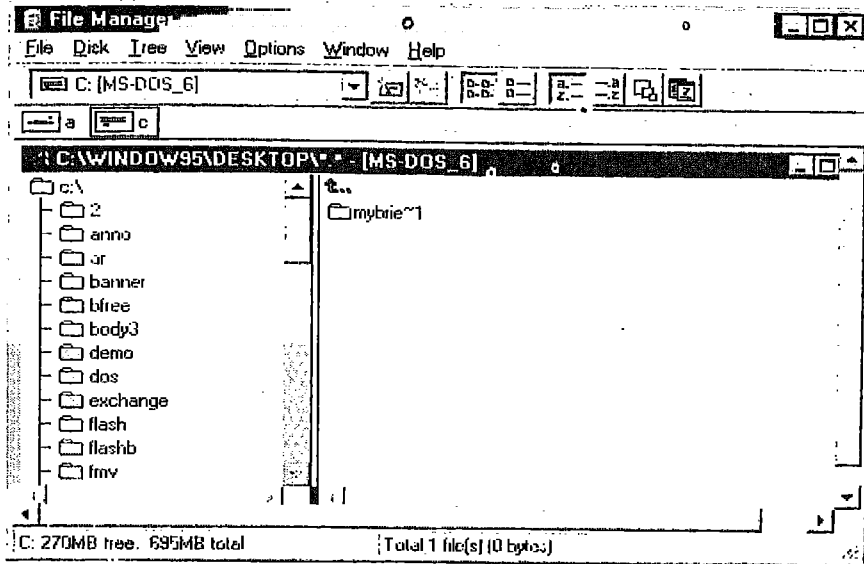 File Manager
File Disk Tree View Options Window Help
C: [MS-DOS_6]
a c
C:\WINDOW95\DESKTOP\*.* - [MS-DOS_6]
c:\
2
anno
ar
banner
bfree
body3
demo
dos
exchange
flash
flashb
fmv
mybrie~1
C: 270MB free, 695MB total
Total 1 file(s) (0 bytes)